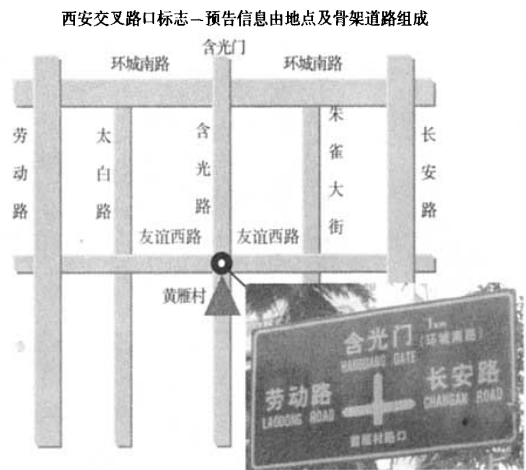 西安交叉路口标志—预告信息由地点及骨架道路组成
含光门
环城南路
环城南路
劳动路
太白路
含光路
朱雀大街
长安路
友谊西路
友谊西路
黄雁村
含光门 1km
(环城南路)
HANGUANG GATE
劳动路
LAODONG ROAD
长安路
CHANGAN ROAD
黄雁村路口